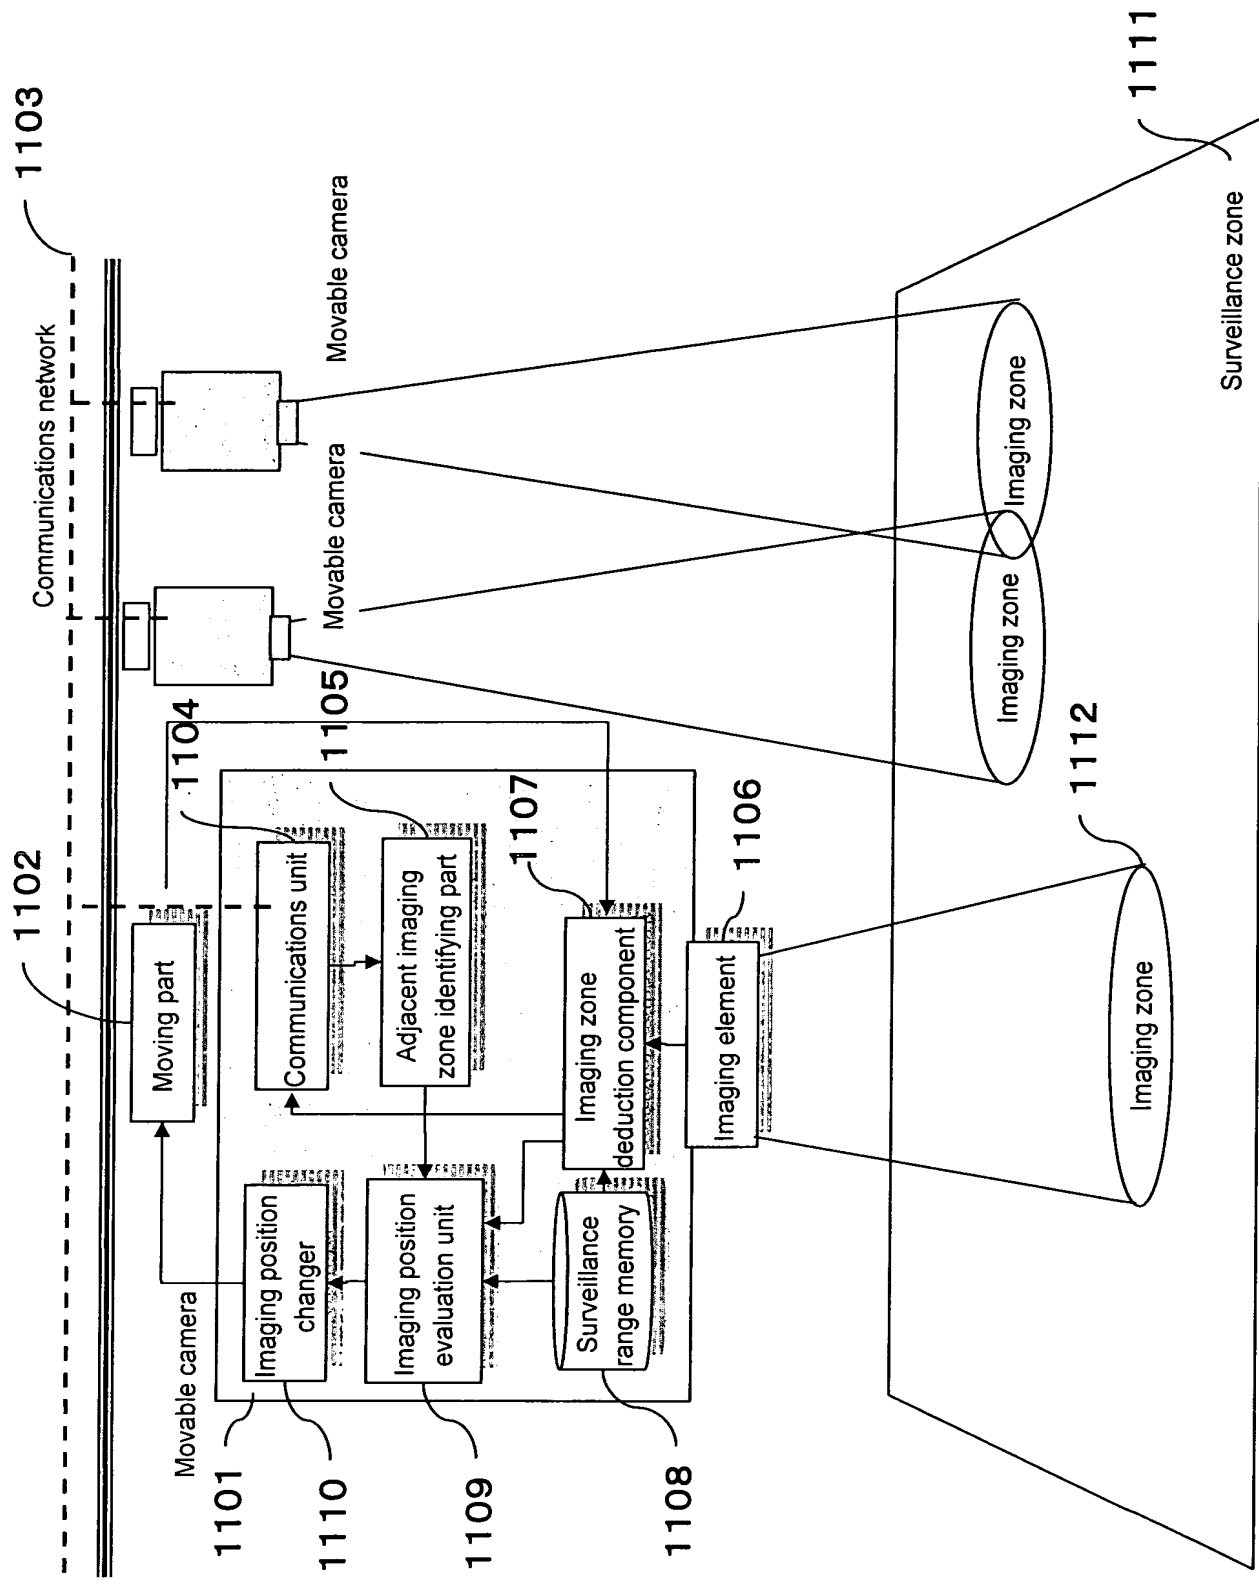 1103
Communications network
1102
Moving part
Movable camera
1101
1110
Imaging position
changer
Communications unit
1104
Movable camera
Movable camera
1109
Imaging position
evaluation unit
Adjacent imaging
zone identifying part
1105
1108
Surveillance
range memory
Imaging zone
deduction component
1107
Imaging element
1106
Imaging zone
Imaging zone
Imaging zone
1112
Surveillance zone
1111